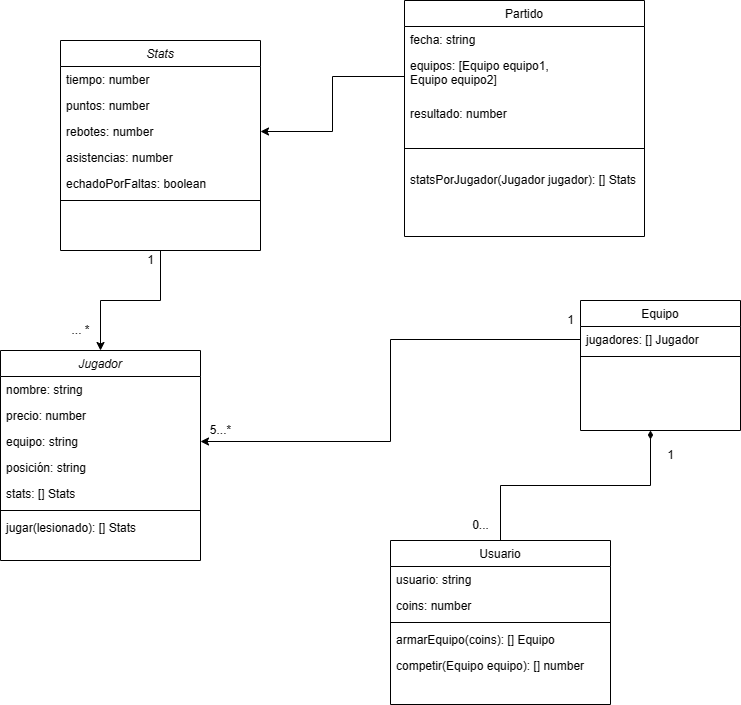 Partido
fecha: string
equipos: [Equipo equipo1,
Equipo equipo2]
resultado: number
statsPorJugador(Jugador jugador): [] Stats
Stats
tiempo: number
puntos: number
rebotes: number
asistencias: number
echadoPorFaltas: boolean
1
... *
Jugador
nombre: string
precio: number
equipo: string
posición: string
stats: [] Stats
jugar(lesionado): [] Stats
5...*
1
Equipo
jugadores: [] Jugador
1
0...
Usuario
usuario: string
coins: number
armarEquipo(coins): [] Equipo
competir(Equipo equipo): [] number